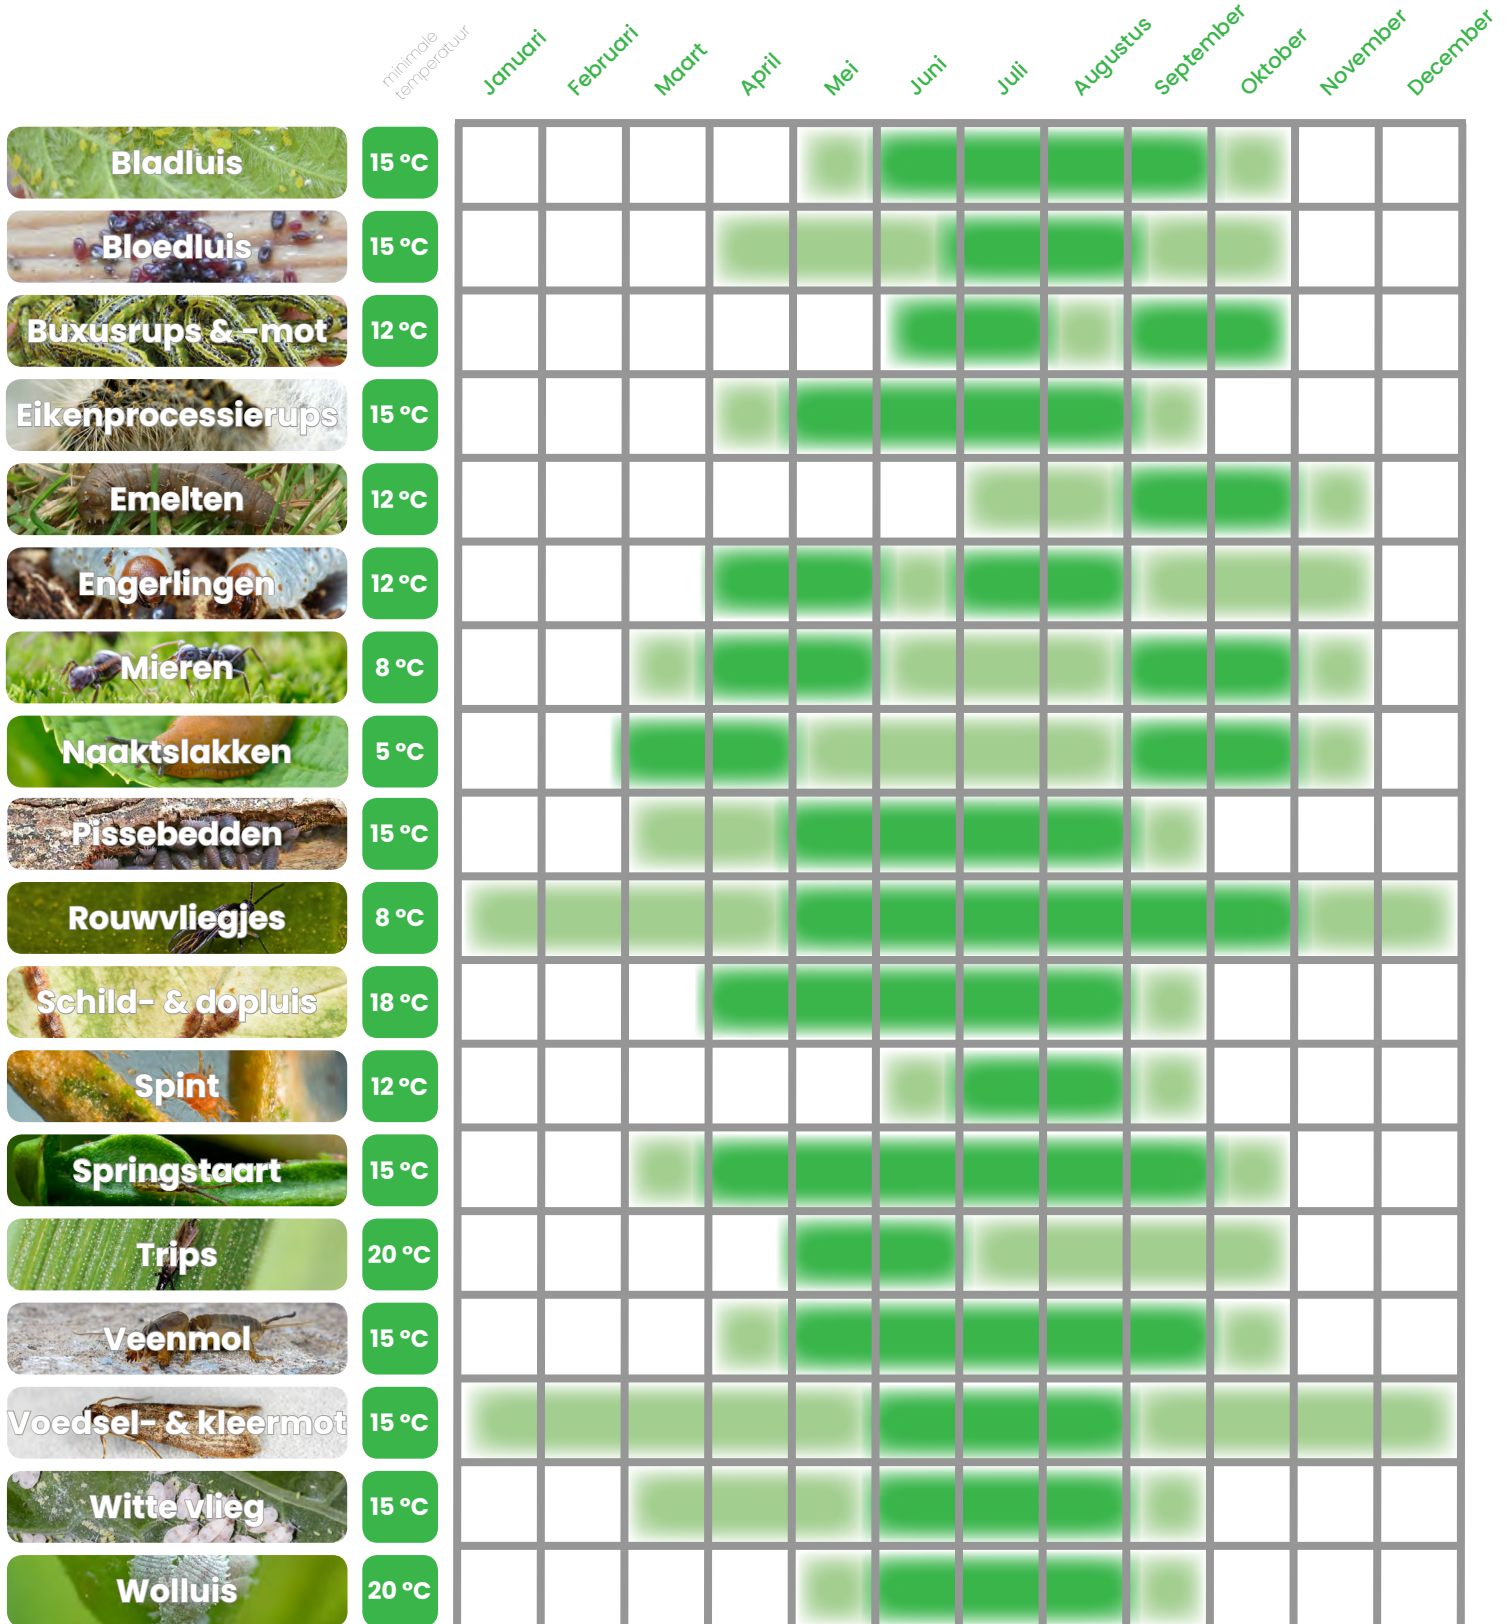 minimale
temperatuur
Januari Februari Maart April Mei Juni Juli Augustus September Oktober November December
Bladluis 15 °C
Bloedluis 15 °C
Buxusrups & -mot 12 °C
Eikenprocessierups 15 °C
Emelten 12 °C
Engerlingen 12 °C
Mieren 8 °C
Naaktslakken 5 °C
Pissebedden 15 °C
Rouwvliegjes 8 °C
Schild- & dopluis 18 °C
Spint 12 °C
Springstaart 15 °C
Trips 20 °C
Veenmol 15 °C
Voedsel- & kleermot 15 °C
Witte vlieg 15 °C
Wolluis 20 °C